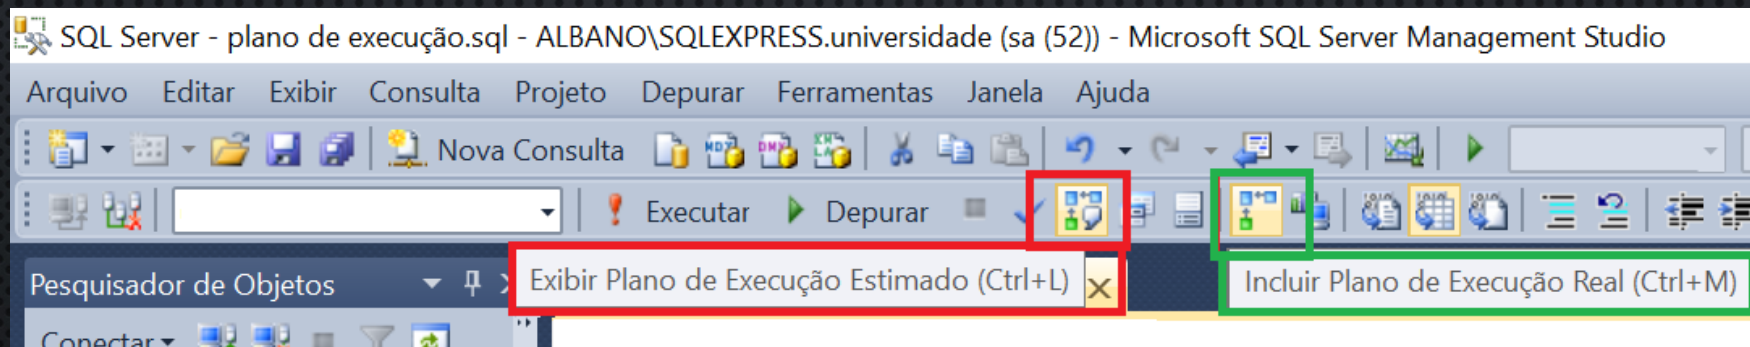 SQL Server - plano de execução.sql - ALBANO\SQLEXPRESS.universidade (sa (52)) - Microsoft SQL Server Management Studio
Arquivo Editar Exibir Consulta Projeto Depurar Ferramentas Janela Ajuda
Nova Consulta
Executar Depurar
Pesquisador de Objetos
Exibir Plano de Execução Estimado (Ctrl+L)
Incluir Plano de Execução Real (Ctrl+M)
Conectar